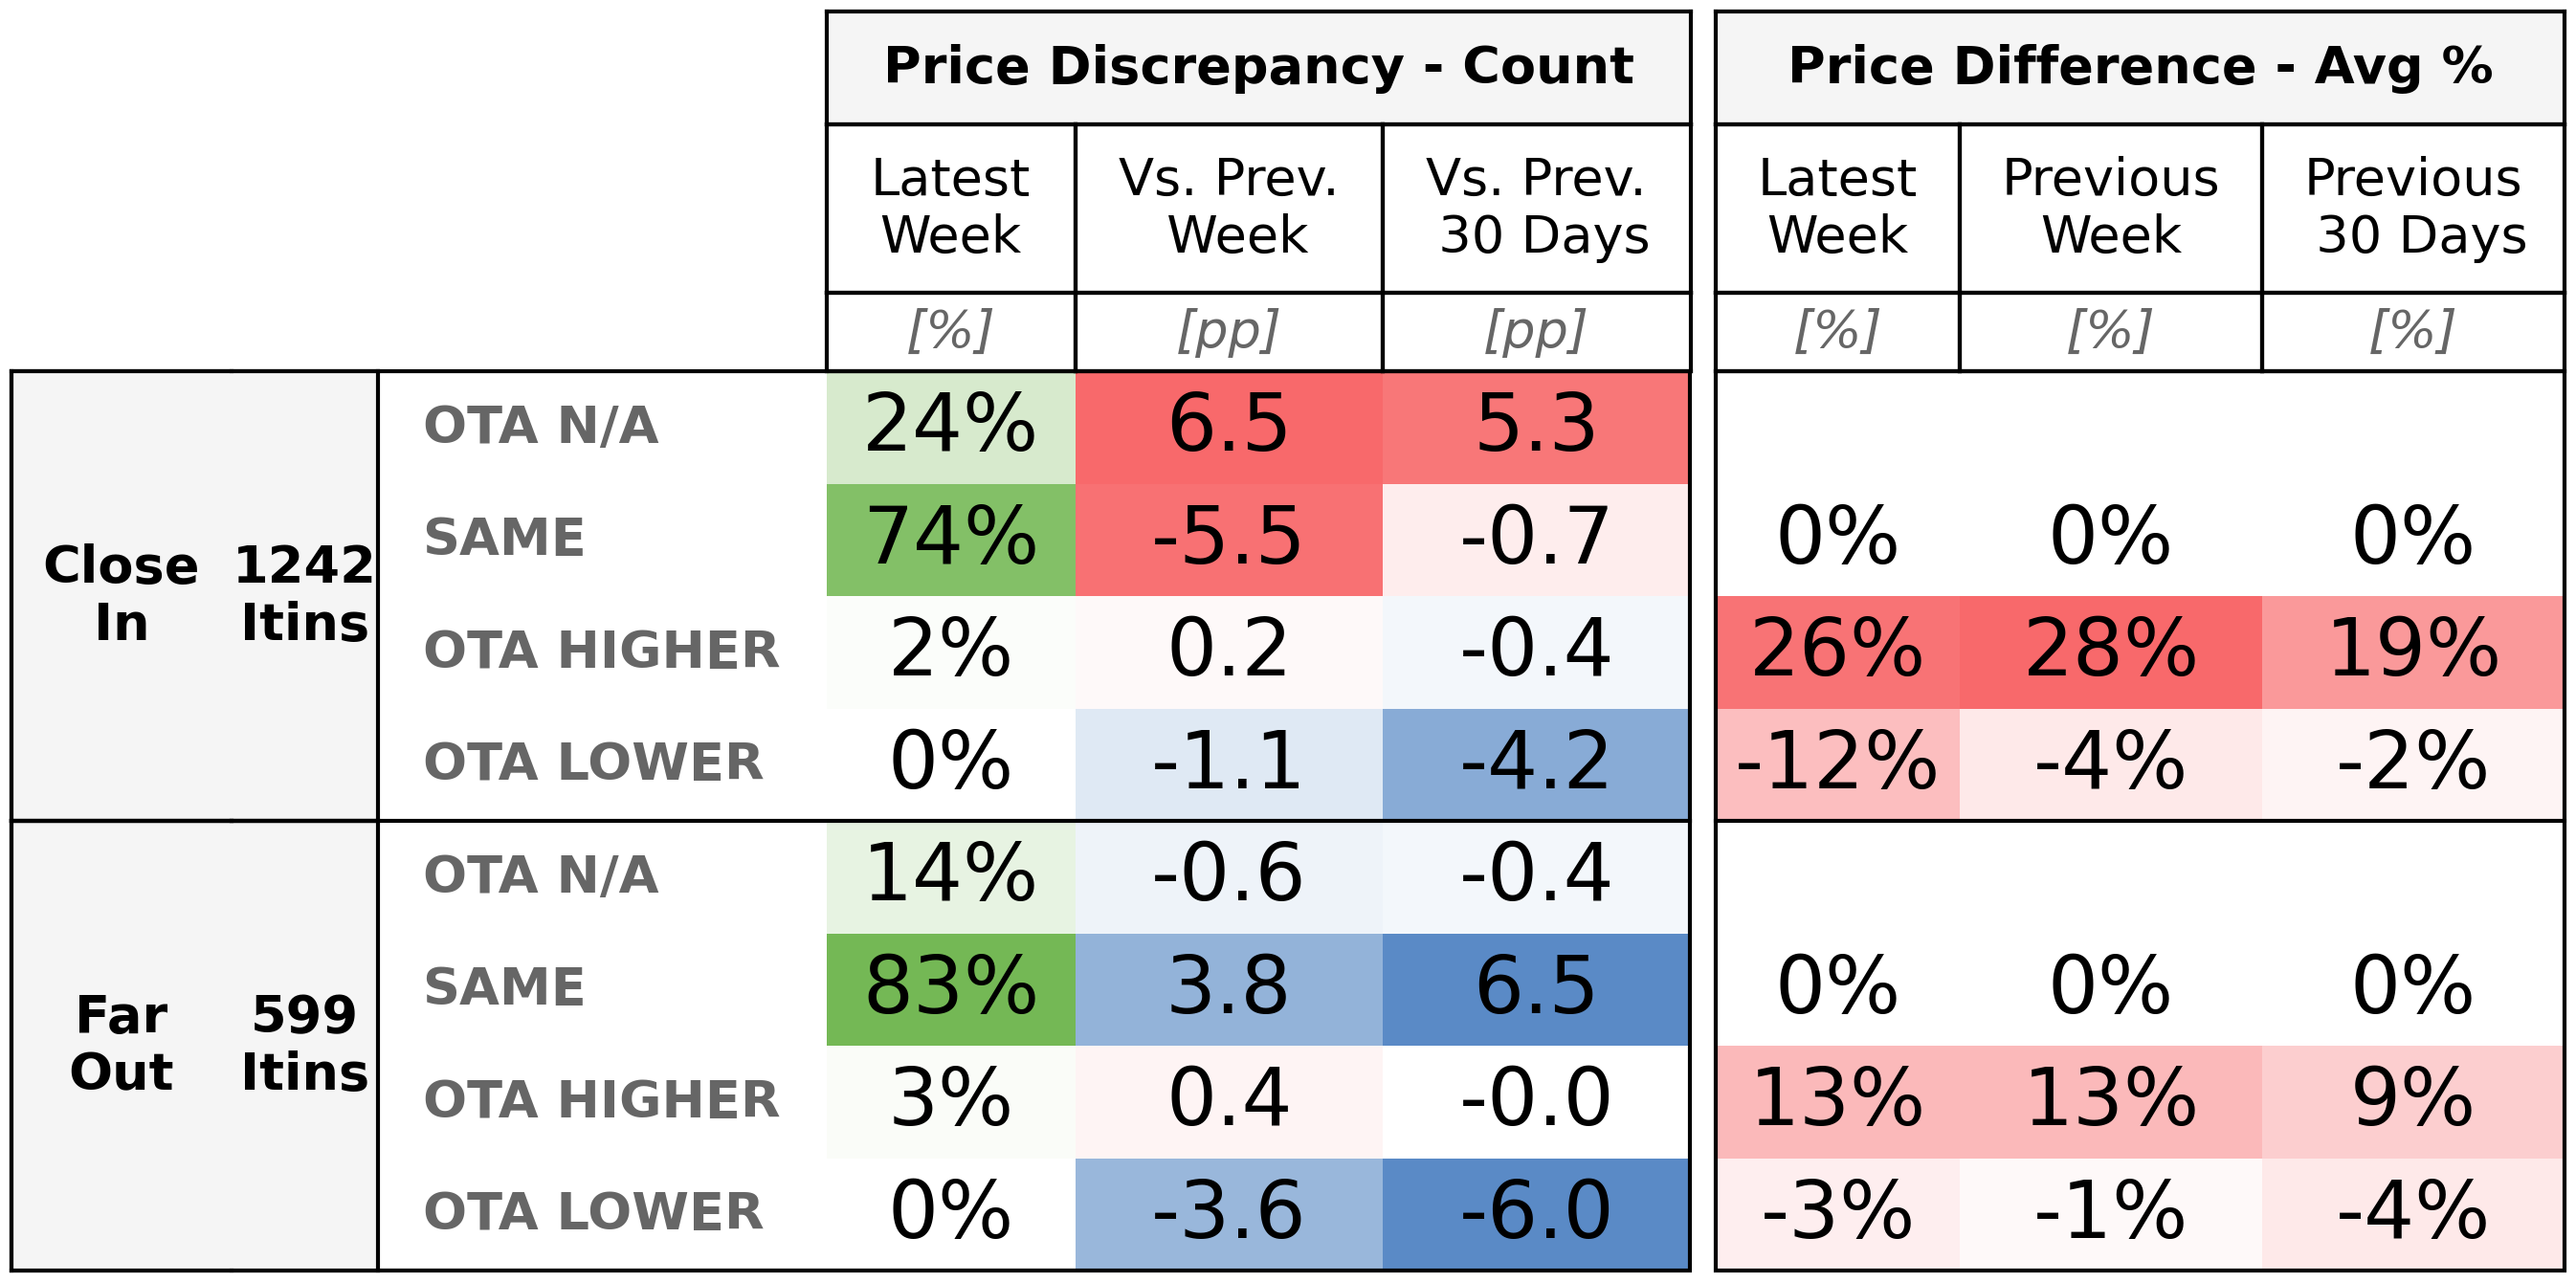 Price Discrepancy - Count Price Difference - Avg %
Latest Week Vs. Prev. Week Vs. Prev. 30 Days Latest Week Previous Week Previous 30 Days
[%] [pp] [pp] [%] [%] [%]
Close In 1242 Itins
OTA N/A 24% 6.5 5.3
SAME 74% -5.5 -0.7 0% 0% 0%
OTA HIGHER 2% 0.2 -0.4 26% 28% 19%
OTA LOWER 0% -1.1 -4.2 -12% -4% -2%
Far Out 599 Itins
OTA N/A 14% -0.6 -0.4
SAME 83% 3.8 6.5 0% 0% 0%
OTA HIGHER 3% 0.4 -0.0 13% 13% 9%
OTA LOWER 0% -3.6 -6.0 -3% -1% -4%